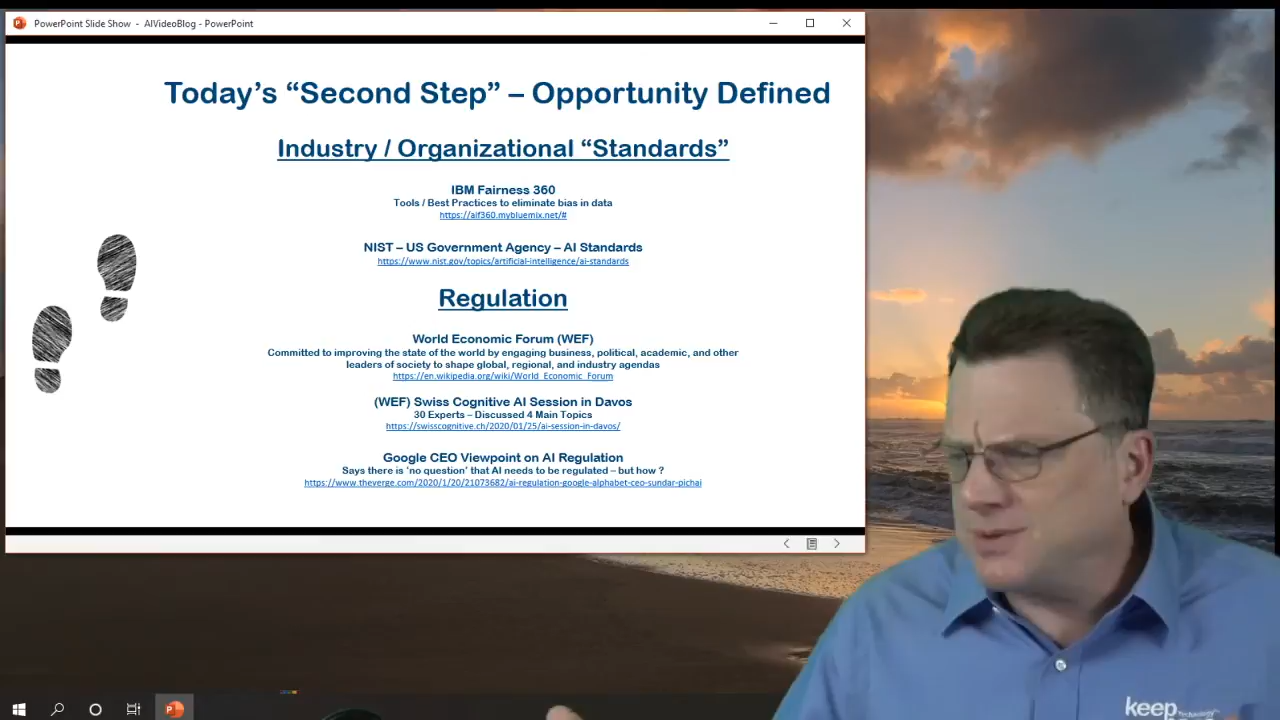 PowerPoint Slide Show - AIVideoBlog - PowerPoint
Today's “Second Step” – Opportunity Defined
Industry / Organizational “Standards”
IBM Fairness 360
Tools / Best Practices to eliminate bias in data
https://aif360.mybluemix.net/#
NIST – US Government Agency – AI Standards
https://www.nist.gov/topics/artificial-intelligence/ai-standards
Regulation
World Economic Forum (WEF)
Committed to improving the state of the world by engaging business, political, academic, and other
leaders of society to shape global, regional, and industry agendas
https://en.wikipedia.org/wiki/World_Economic_Forum
(WEF) Swiss Cognitive AI Session in Davos
30 Experts – Discussed 4 Main Topics
https://swisscognitive.ch/2020/01/25/ai-session-in-davos/
Google CEO Viewpoint on AI Regulation
Says there is ‘no question’ that AI needs to be regulated – but how ?
https://www.theverge.com/2020/1/20/21073682/ai-regulation-google-alphabet-ceo-sundar-pichai
keep